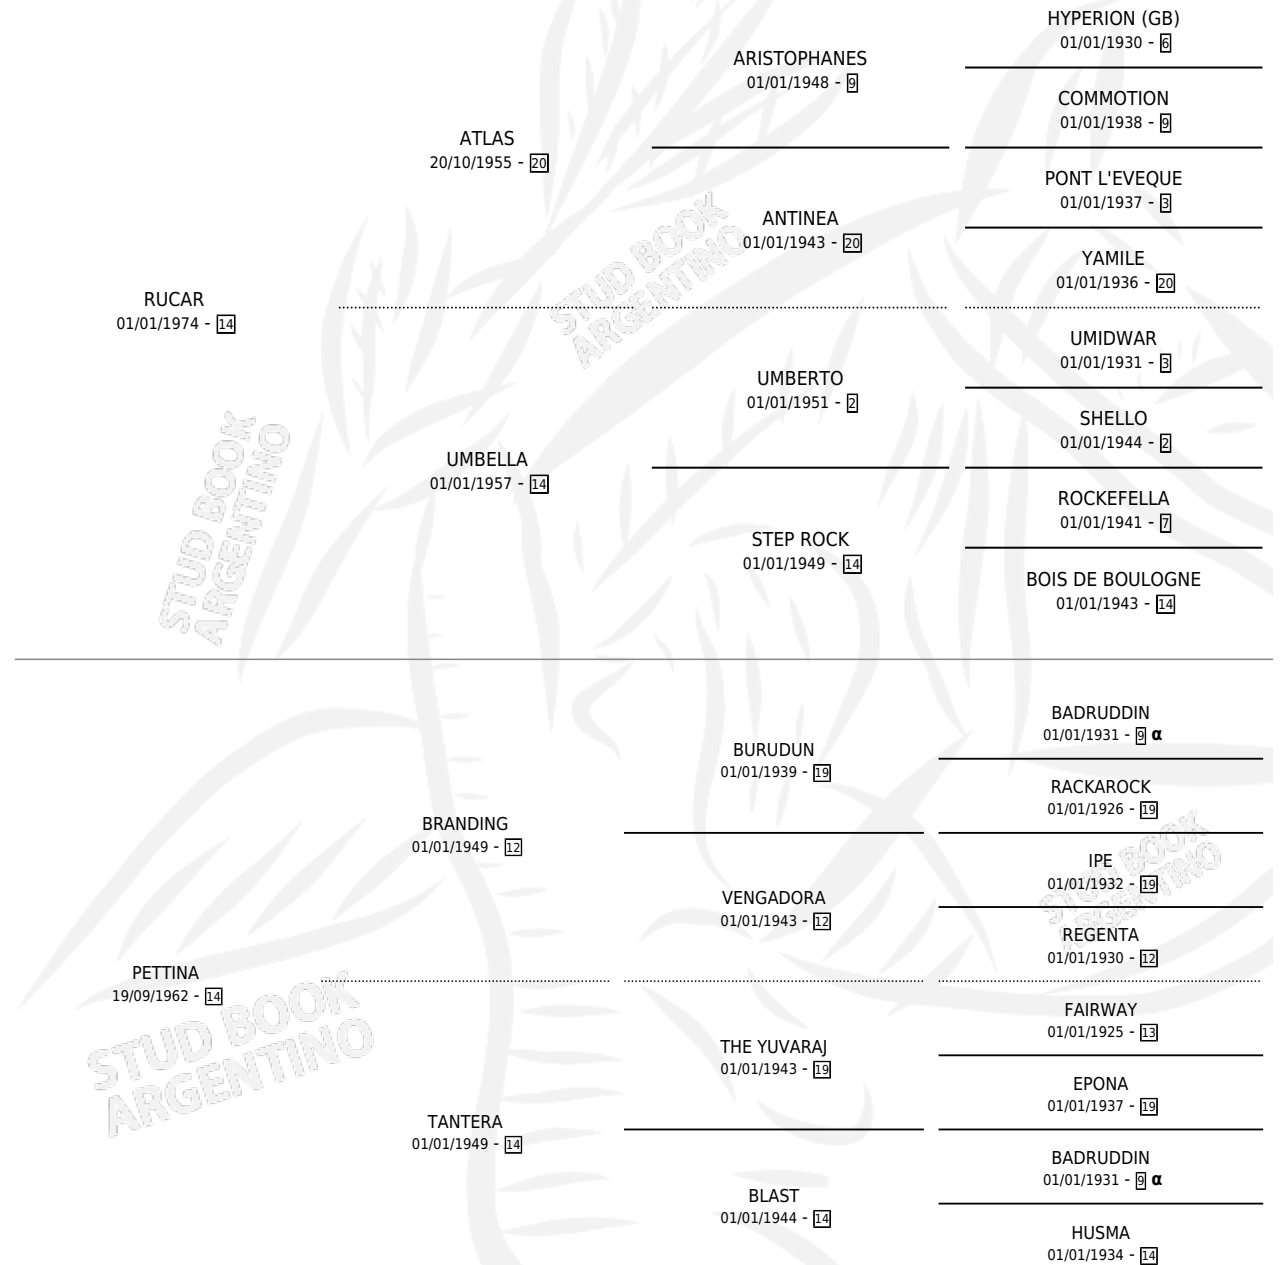 HYPERION (GB)
01/01/1930 - 6
ARISTOPHANES
01/01/1948 - 9
COMMOTION
01/01/1938 - 9
ATLAS
20/10/1955 - 20
PONT L'EVEQUE
01/01/1937 - 3
ANTINEA
01/01/1943 - 20
YAMILE
01/01/1936 - 20
STUD BOOK
ARGENTINO
RUCAR
01/01/1974 - 14
UMIDWAR
01/01/1931 - 3
UMBERTO
01/01/1951 - 2
SHELLO
01/01/1944 - 2
UMBELLA
01/01/1957 - 14
ROCKEFELLA
01/01/1941 - 7
STEP ROCK
01/01/1949 - 14
BOIS DE BOULOGNE
01/01/1943 - 14
STUD BOOK
ARGENTINO
BADRUDDIN
01/01/1931 - 9 α
BURUDUN
01/01/1939 - 19
RACKAROCK
01/01/1926 - 19
BRANDING
01/01/1949 - 12
IPE
01/01/1932 - 19
VENGADORA
01/01/1943 - 12
REGENTA
01/01/1930 - 12
STUD BOOK
ARGENTINO
PETTINA
19/09/1962 - 14
STUD BOOK
ARGENTINO
FAIRWAY
01/01/1925 - 13
THE YUVARAJ
01/01/1943 - 19
EPONA
01/01/1937 - 19
TANTERA
01/01/1949 - 14
BADRUDDIN
01/01/1931 - 9 α
BLAST
01/01/1944 - 14
HUSMA
01/01/1934 - 14